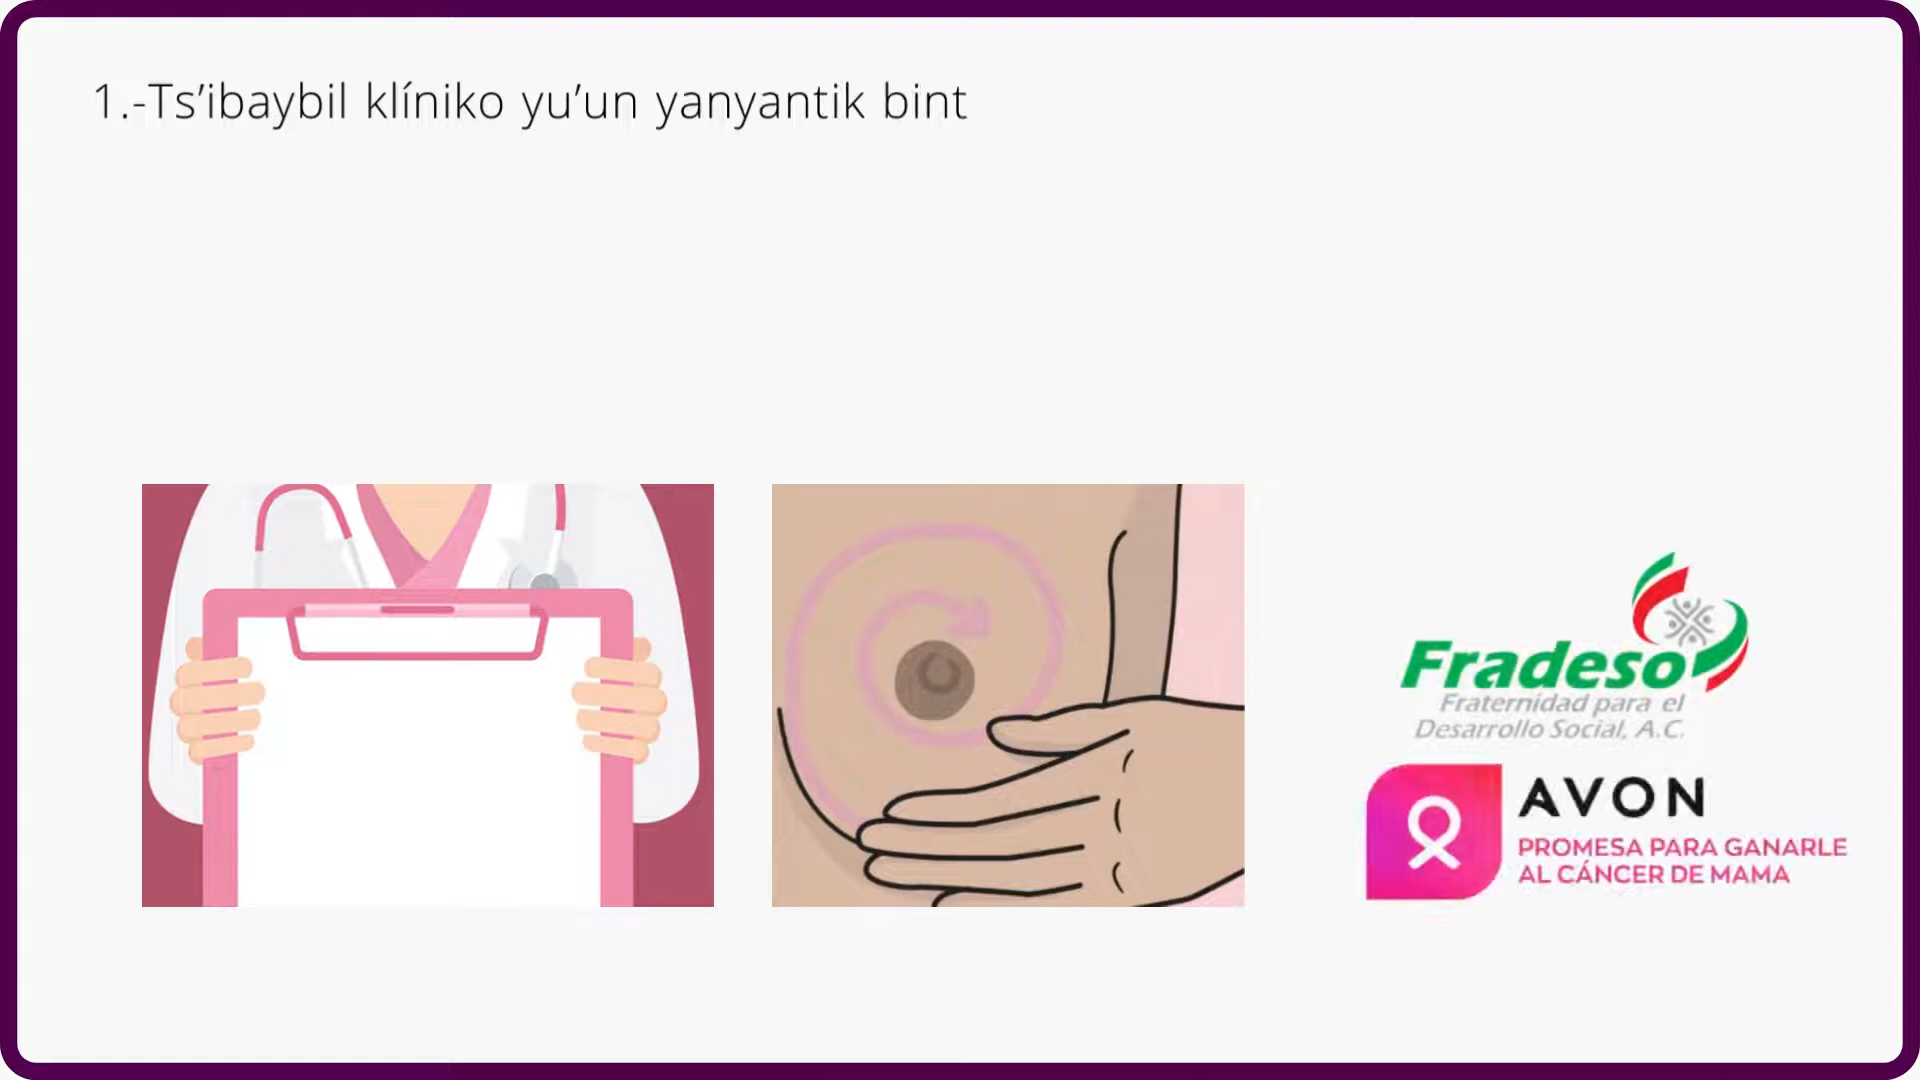 1.-Ts’ibaybil klíniko yu’un yanyantik bint
Fradeso
Fraternidad para el
Desarrollo Social, A.C.
AVON
PROMESA PARA GANARLE
AL CÁNCER DE MAMA